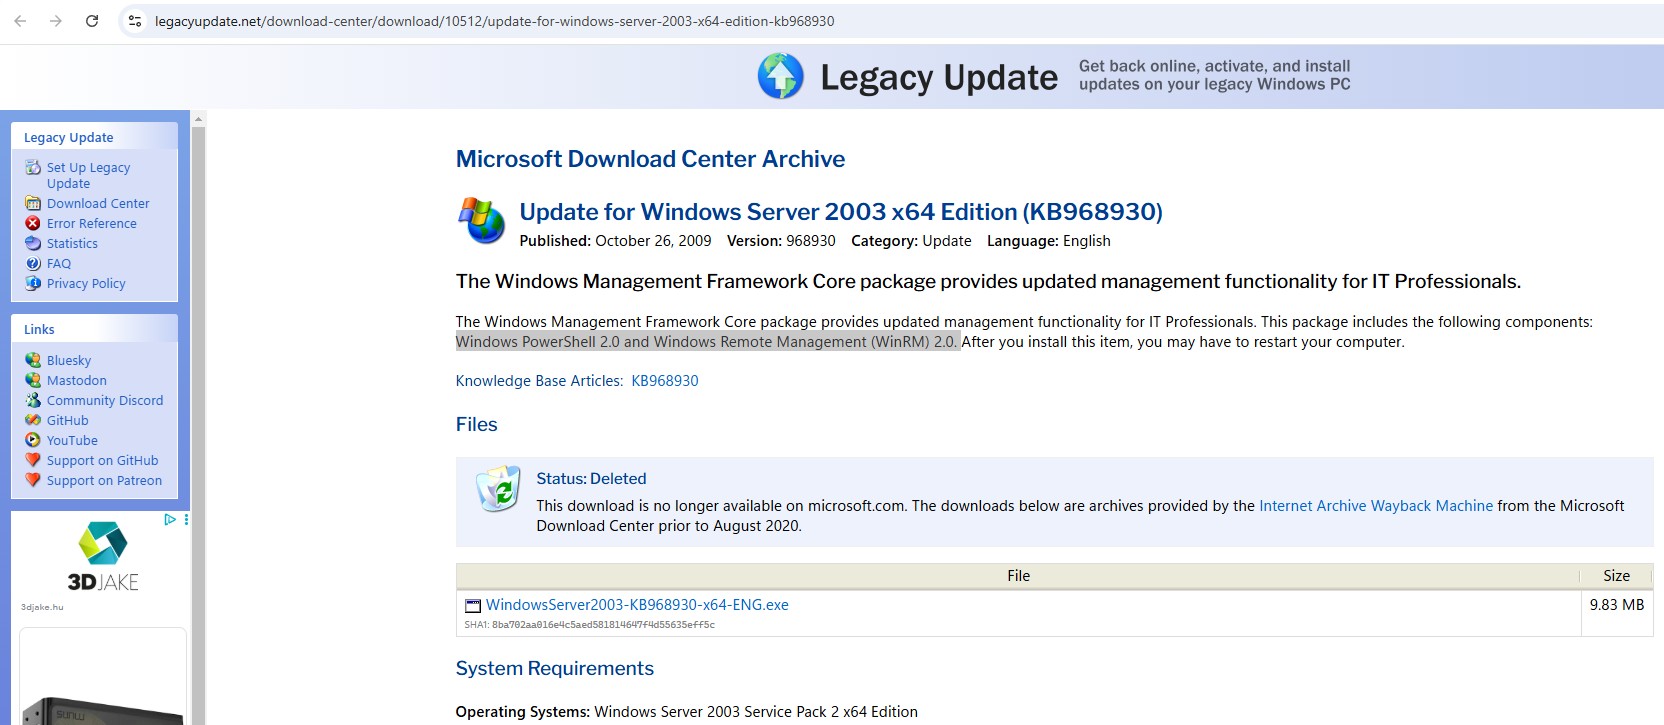 legacyupdate.net/download-center/download/10512/update-for-windows-server-2003-x64-edition-kb968930
Legacy Update
Get back online, activate, and install
updates on your legacy Windows PC
Legacy Update
Set Up Legacy
Update
Download Center
Error Reference
Statistics
FAQ
Privacy Policy
Links
Bluesky
Mastodon
Community Discord
GitHub
YouTube
Support on GitHub
Support on Patreon
3DJAKE
3djake.hu
SUNLU
Microsoft Download Center Archive
Update for Windows Server 2003 x64 Edition (KB968930)
Published: October 26, 2009 Version: 968930 Category: Update Language: English
The Windows Management Framework Core package provides updated management functionality for IT Professionals.
The Windows Management Framework Core package provides updated management functionality for IT Professionals. This package includes the following components:
Windows PowerShell 2.0 and Windows Remote Management (WinRM) 2.0. After you install this item, you may have to restart your computer.
Knowledge Base Articles: KB968930
Files
Status: Deleted
This download is no longer available on microsoft.com. The downloads below are archives provided by the Internet Archive Wayback Machine from the Microsoft
Download Center prior to August 2020.
File Size
WindowsServer2003-KB968930-x64-ENG.exe 9.83 MB
SHA1: 8ba702aa016e4c5aed581814647f4d55635eff5c
System Requirements
Operating Systems: Windows Server 2003 Service Pack 2 x64 Edition